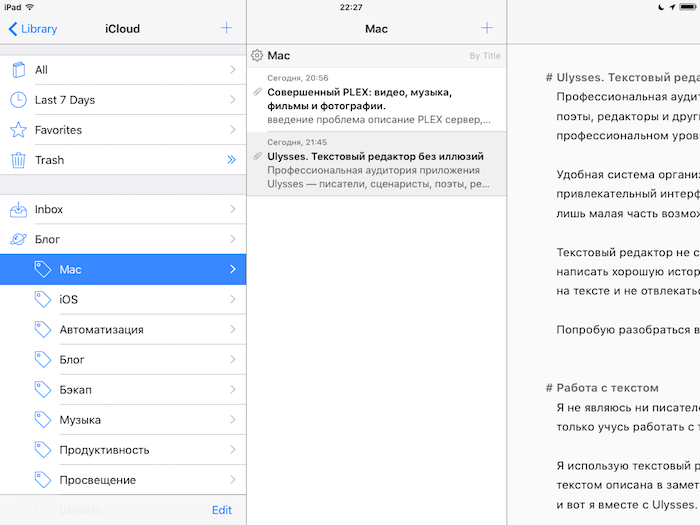 iPad
22:27
Library
iCloud
All
Last 7 Days
Favorites
Trash
Inbox
Блог
Mac
iOS
Автоматизация
Блог
Бэкап
Музыка
Продуктивность
Просвещение
Edit
Mac
Mac
By Title
Сегодня, 20:56
Совершенный PLEX: видео, музыка,
фильмы и фотографии.
введение проблема описание PLEX сервер,...
Сегодня, 21:45
Ulysses. Текстовый редактор без иллюзий
Профессиональная аудитория приложения
Ulysses — писатели, сценаристы, поэты, ре...
# Ulysses. Текстовый реда
Профессиональная аудит
поэты, редакторы и друг
профессиональном уров
Удобная система органи
привлекательный интерф
лишь малая часть возмож
Текстовый редактор не с
написать хорошую истор
на тексте и не отвлекатьс
Попробую разобраться в
# Работа с текстом
Я не являюсь ни писател
только учусь работать с т
Я использую текстовый р
текстом описана в замет
и вот я вместе с Ulysses.